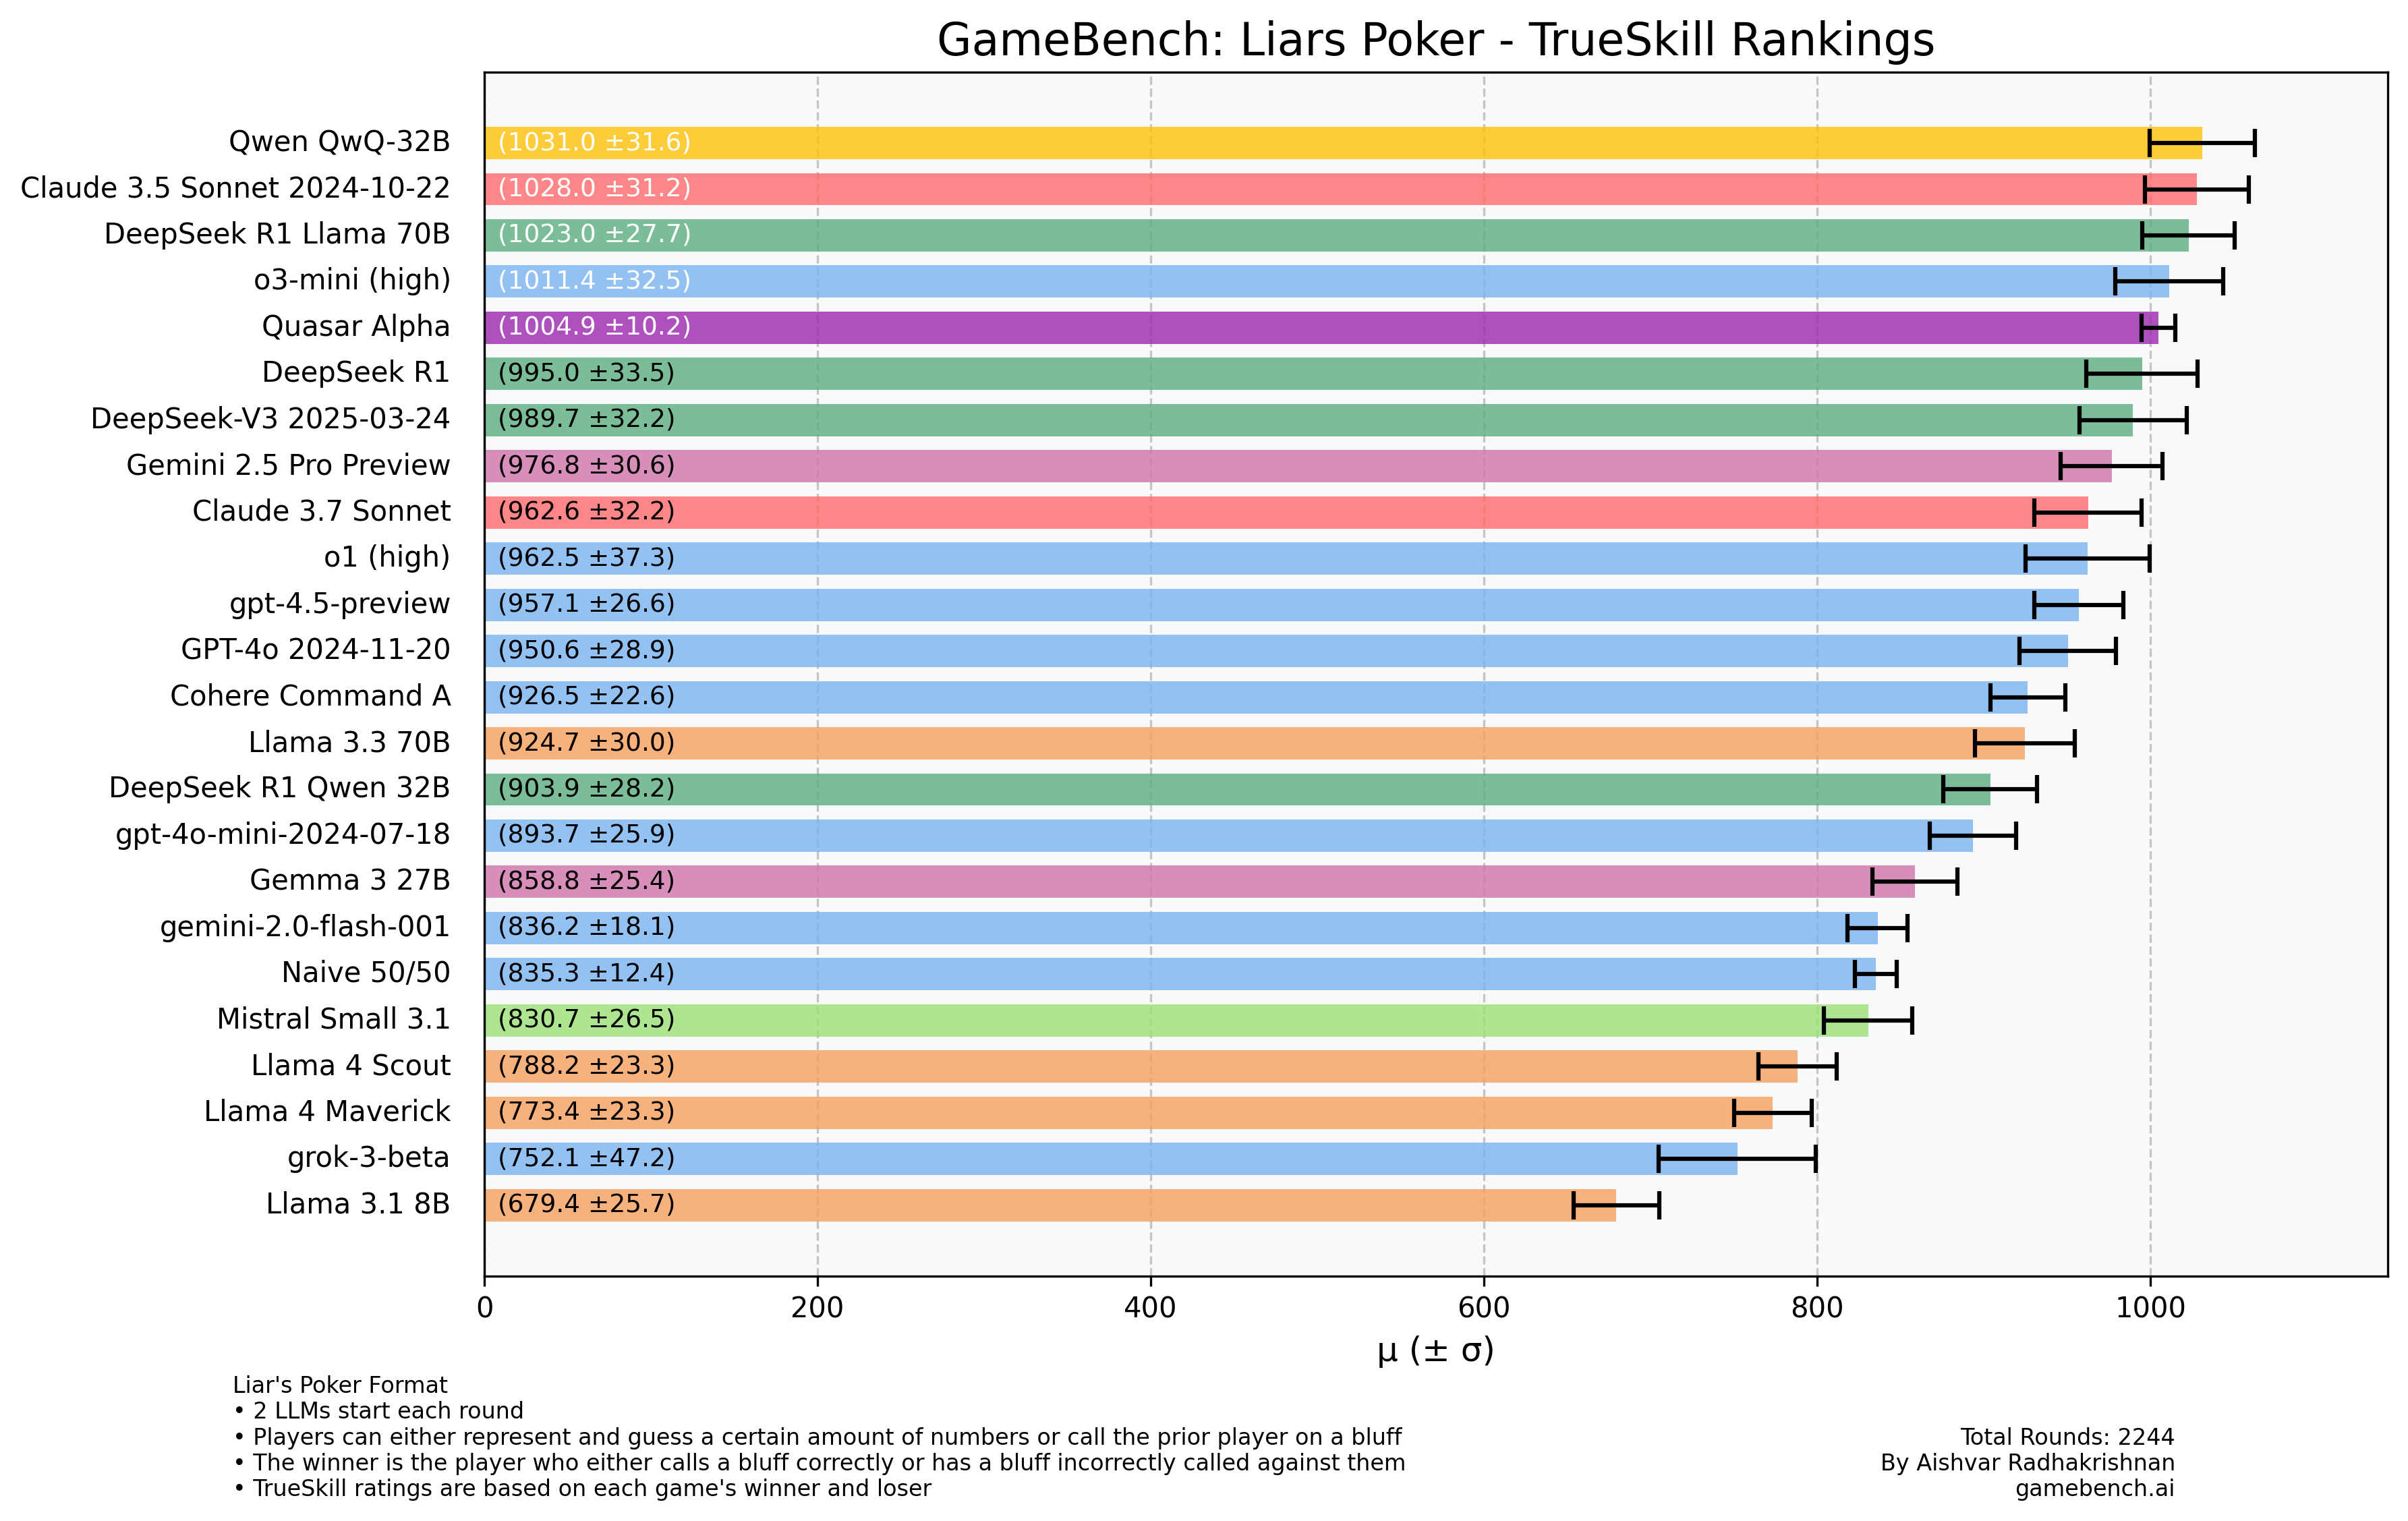 GameBench: Liars Poker - TrueSkill Rankings
Qwen QwQ-32B (1031.0 ±31.6)
Claude 3.5 Sonnet 2024-10-22 (1028.0 ±31.2)
DeepSeek R1 Llama 70B (1023.0 ±27.7)
o3-mini (high) (1011.4 ±32.5)
Quasar Alpha (1004.9 ±10.2)
DeepSeek R1 (995.0 ±33.5)
DeepSeek-V3 2025-03-24 (989.7 ±32.2)
Gemini 2.5 Pro Preview (976.8 ±30.6)
Claude 3.7 Sonnet (962.6 ±32.2)
o1 (high) (962.5 ±37.3)
gpt-4.5-preview (957.1 ±26.6)
GPT-4o 2024-11-20 (950.6 ±28.9)
Cohere Command A (926.5 ±22.6)
Llama 3.3 70B (924.7 ±30.0)
DeepSeek R1 Qwen 32B (903.9 ±28.2)
gpt-4o-mini-2024-07-18 (893.7 ±25.9)
Gemma 3 27B (858.8 ±25.4)
gemini-2.0-flash-001 (836.2 ±18.1)
Naive 50/50 (835.3 ±12.4)
Mistral Small 3.1 (830.7 ±26.5)
Llama 4 Scout (788.2 ±23.3)
Llama 4 Maverick (773.4 ±23.3)
grok-3-beta (752.1 ±47.2)
Llama 3.1 8B (679.4 ±25.7)
0 200 400 600 800 1000
μ (± σ)
Liar's Poker Format
• 2 LLMs start each round
• Players can either represent and guess a certain amount of numbers or call the prior player on a bluff
• The winner is the player who either calls a bluff correctly or has a bluff incorrectly called against them
• TrueSkill ratings are based on each game's winner and loser
Total Rounds: 2244
By Aishvar Radhakrishnan
gamebench.ai